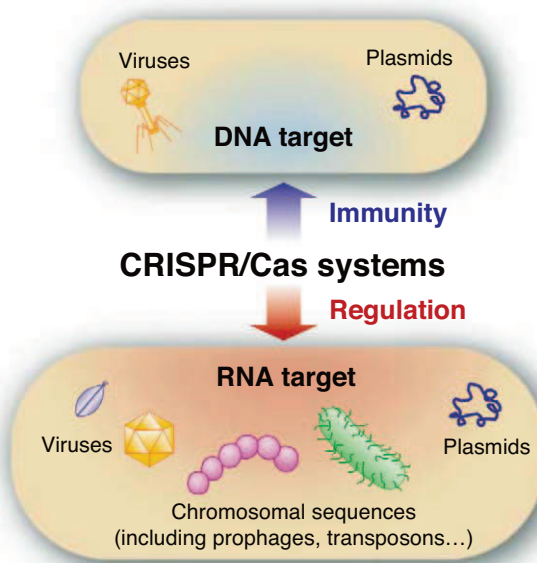 Viruses
Plasmids
DNA target
Immunity
CRISPR/Cas systems
Regulation
RNA target
Viruses
Plasmids
Chromosomal sequences
(including prophages, transposons...)